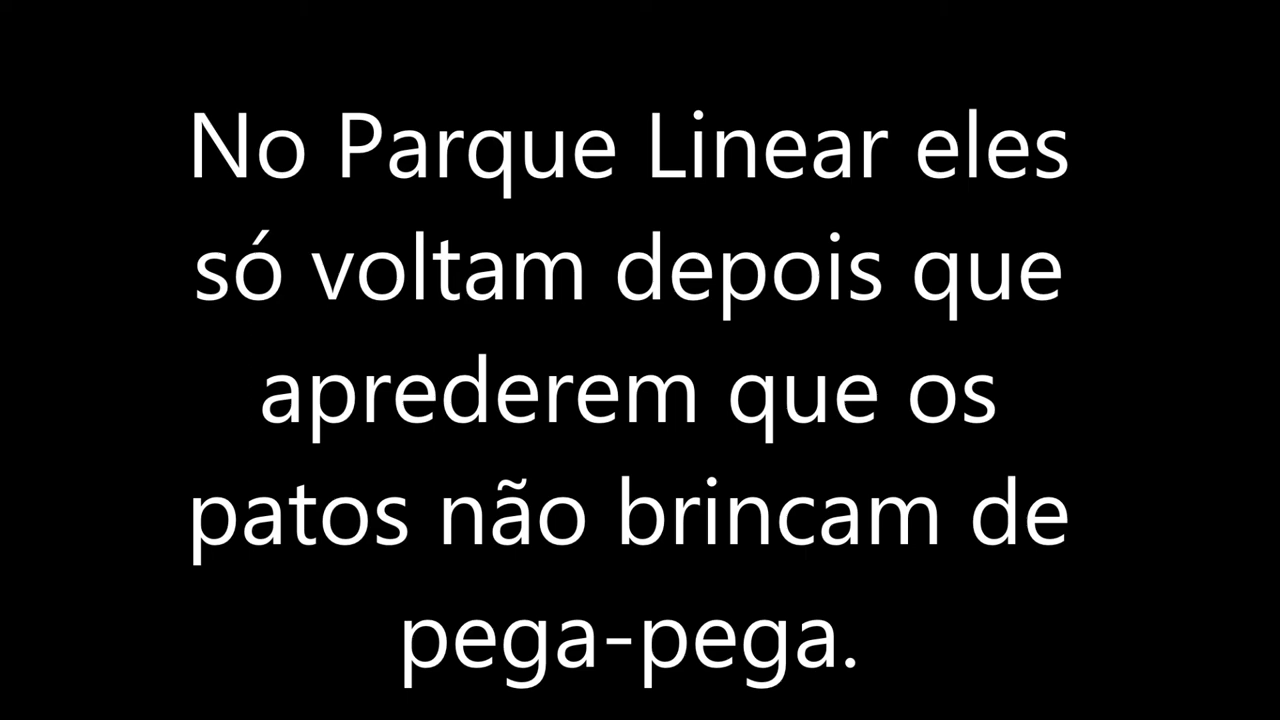 No Parque Linear eles
só voltam depois que
aprederem que os
patos não brincam de
pega-pega.